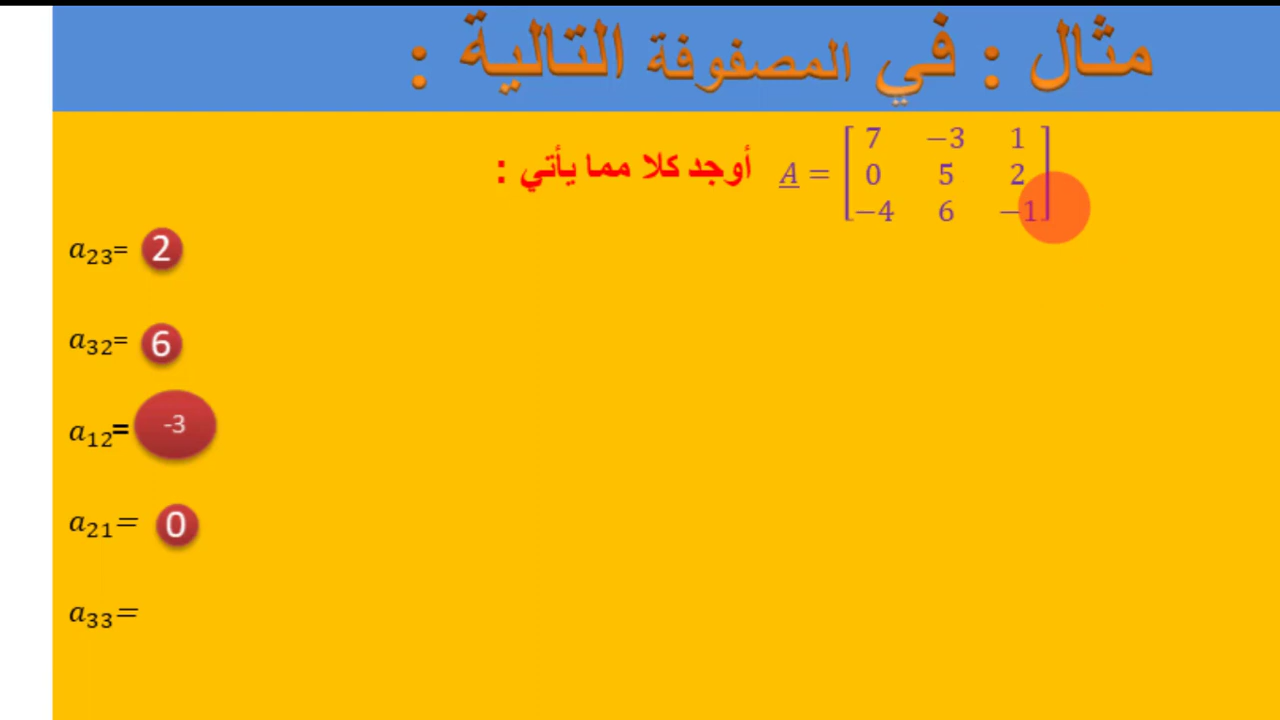 مثال : في المصفوفة التالية :
أوجد كلا مما يأتي : A = [7 −3 1
0 5 2
−4 6 −1]
a23= 2
a32= 6
a12= -3
a21= 0
a33=